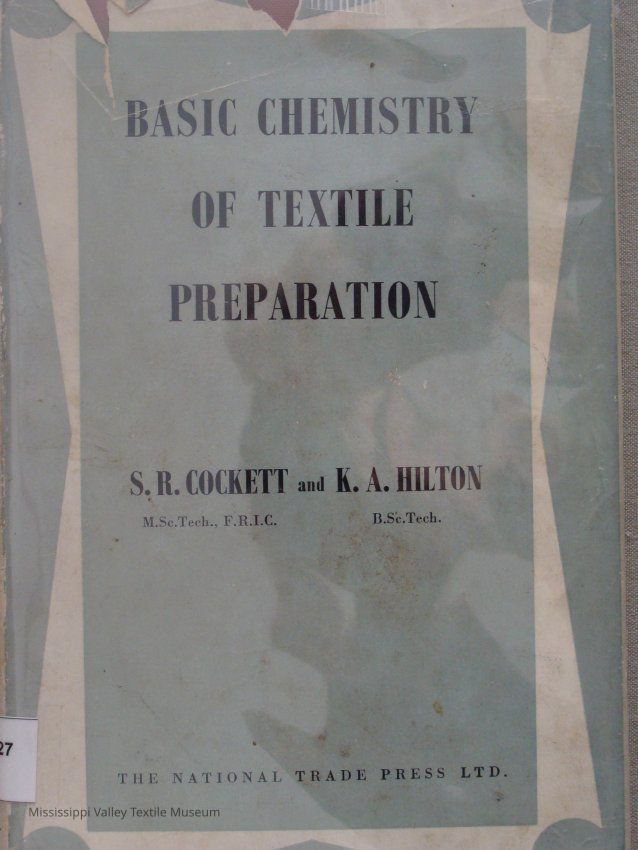 BASIC CHEMISTRY
OF TEXTILE
PREPARATION
S. R. COCKETT and K. A. HILTON
M.Sc.Tech., F.R.I.C. B.Sc.Tech.
THE NATIONAL TRADE PRESS LTD.
27
Mississippi Valley Textile Museum